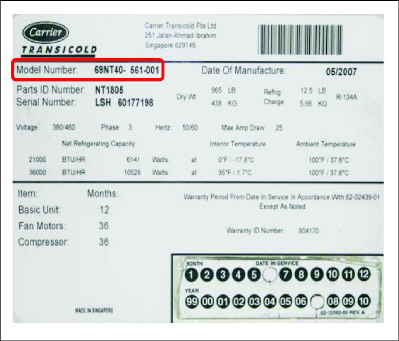 Carrier
TRANSICOLD
Carrier Transicold Pte Ltd
251 Jalan Ahmad Ibrahim
Singapore 629146
Model Number: 69NT40- 561-001
Date Of Manufacture: 05/2007
Parts ID Number: NT1805
Serial Number: LSH 60177198
Dry Wt. 965 LB 438 KG
Refrig. Charge 12.5 LB 5.66 KG R-134A
Voltage: 380/460 Phase: 3 Hertz: 50/60 Max Amp Draw 25
Net Refrigerating Capacity Interior Temperature Ambient Temperature
21000 BTU/HR 6141 Watts at 0°F / -17.8°C 100°F / 37.8°C
36000 BTU/HR 10528 Watts at 35°F / 1.7°C 100°F / 37.8°C
Item: Months:
Basic Unit: 12
Fan Motors: 36
Compressor: 36
Warranty Period From Date In Service In Accordance With 62-02439-01
Except As Noted
Warranty ID Number: 804170
MONTH DATE IN SERVICE
1 2 3 4 5 7 8 9 10 11 12
YEAR
99 00 01 02 03 04 05 06 08 09 10
62-10392-00 REV. A
MADE IN SINGAPORE